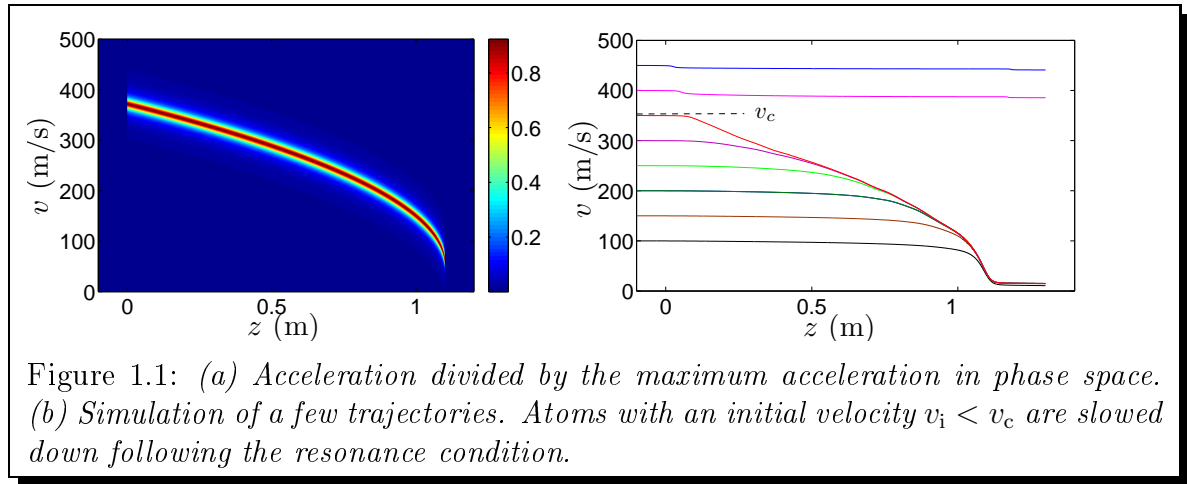 500
400
300
200
100
0
v (m/s)
0
0.5
1
z (m)
0.8
0.6
0.4
0.2
500
400
300
200
100
0
v (m/s)
v_c
0
0.5
1
z (m)
Figure 1.1: (a) Acceleration divided by the maximum acceleration in phase space.
(b) Simulation of a few trajectories. Atoms with an initial velocity v_i < v_c are slowed
down following the resonance condition.